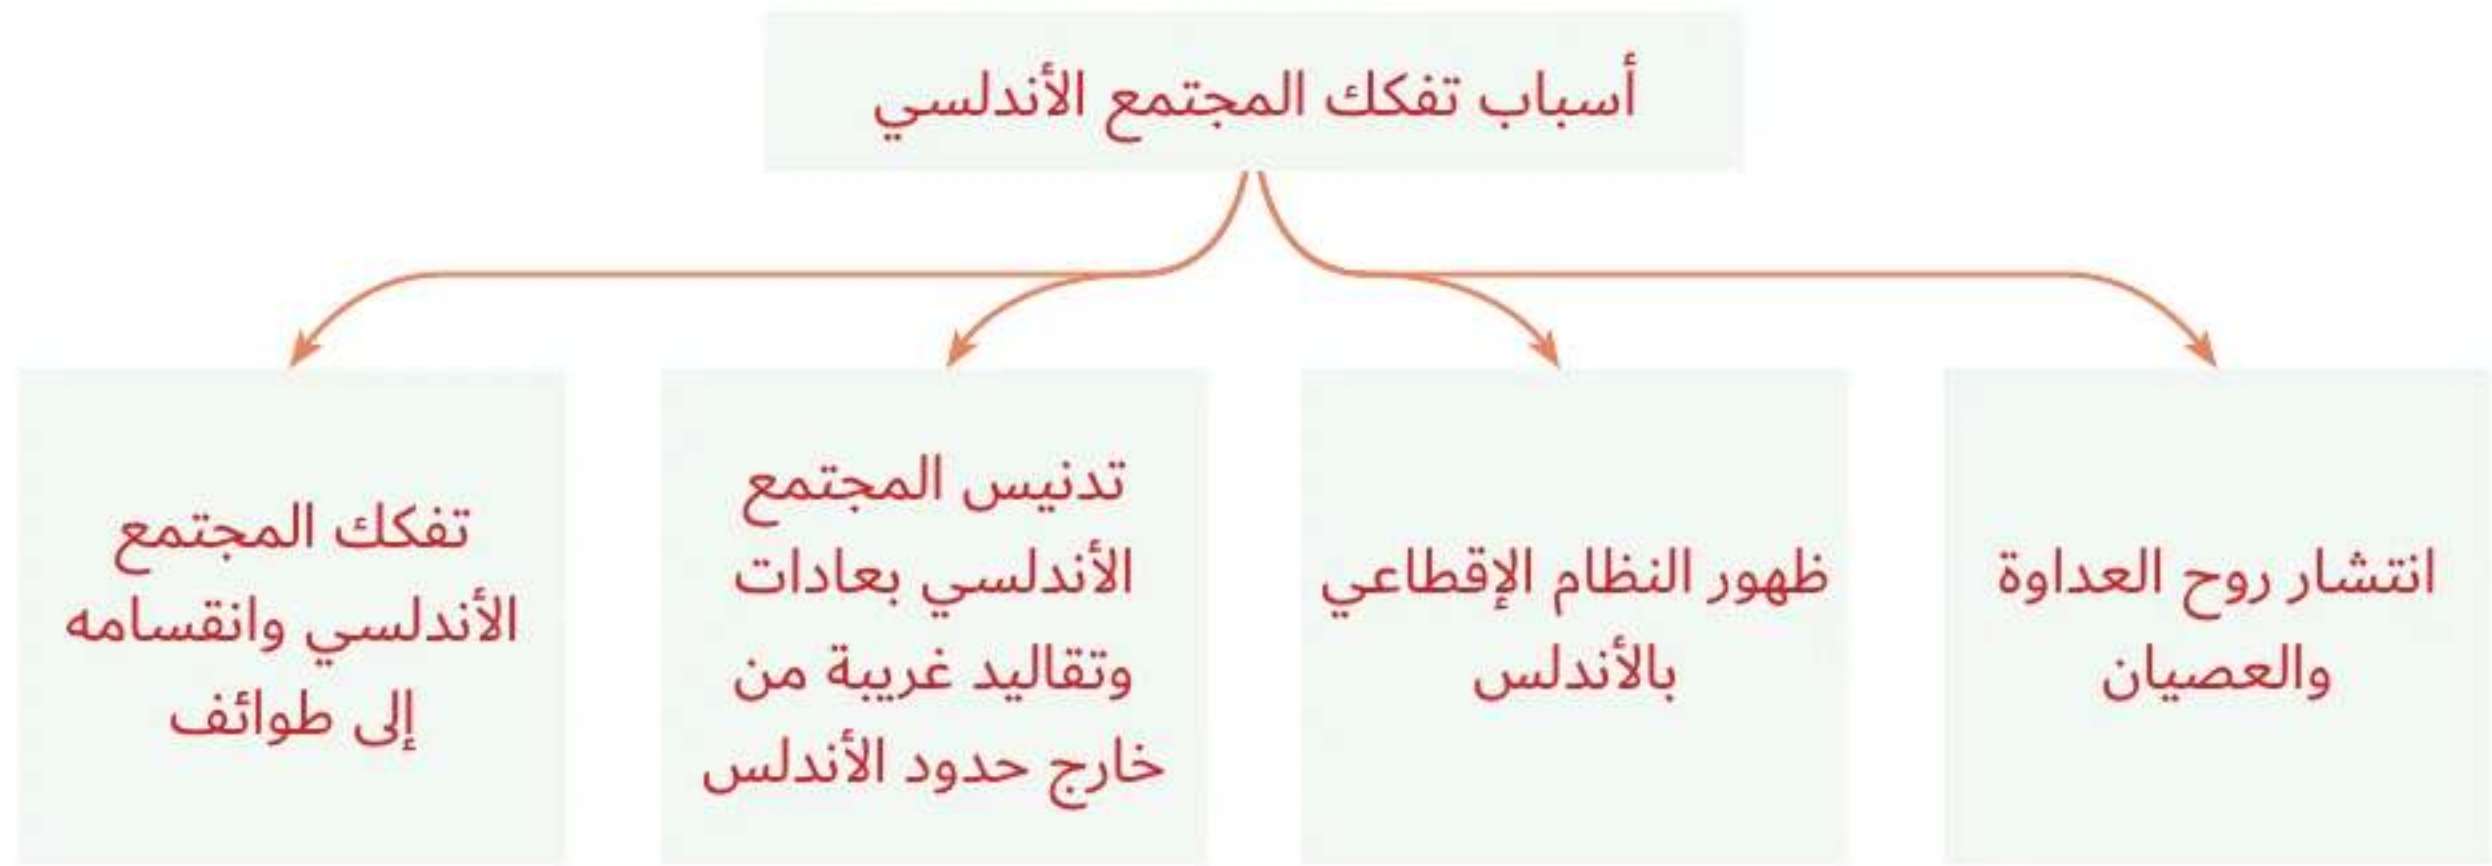 أسباب تفكك المجتمع الأندلسي
انتشار روح العداوة
والعصيان
ظهور النظام الإقطاعي
بالأندلس
تدنيس المجتمع
الأندلسي بعادات
وتقاليد غريبة من
خارج حدود الأندلس
تفكك المجتمع
الأندلسي وانقسامه
إلى طوائف